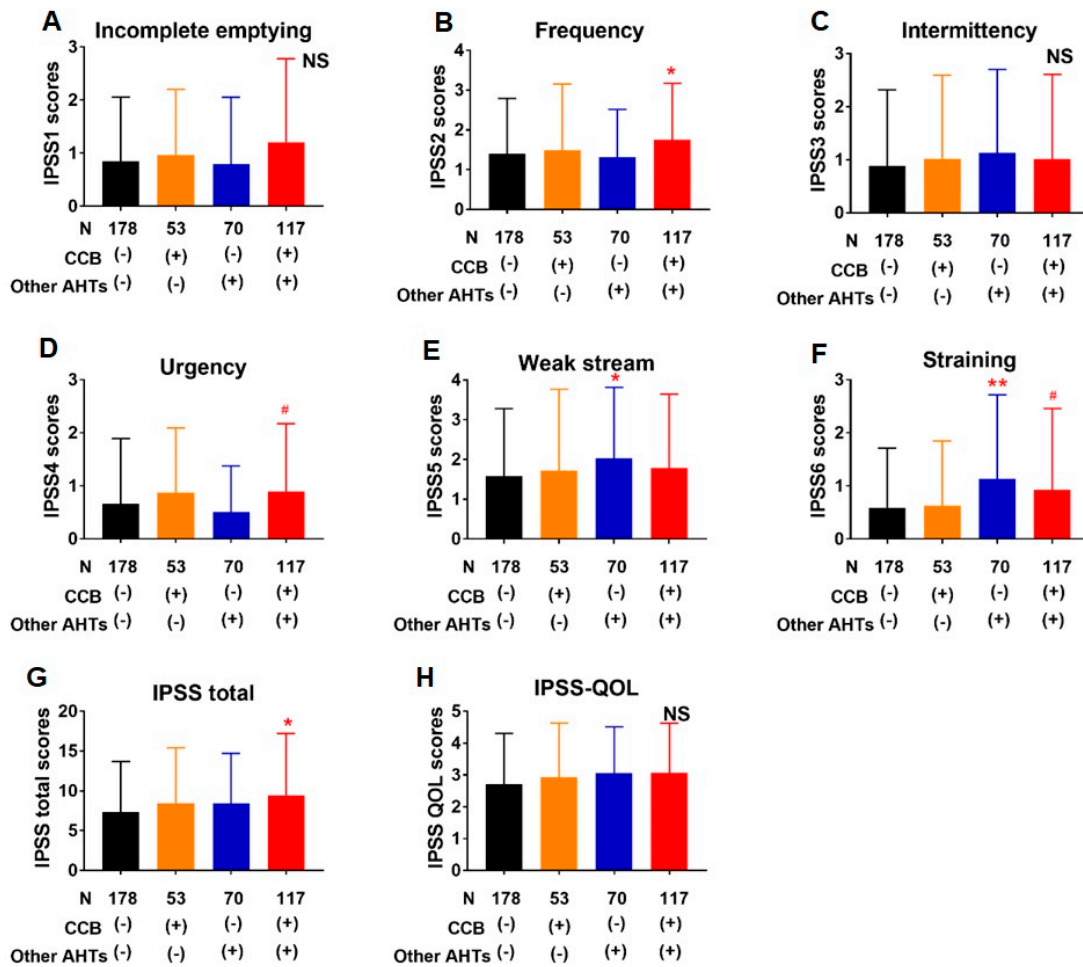 A Incomplete emptying
IPSS1 scores
3
2
1
0
NS
N 178 53 70 117
CCB (-) (+) (-) (+)
Other AHTs (-) (-) (+) (+)
B Frequency
IPSS2 scores
4
3
2
1
0
*
N 178 53 70 117
CCB (-) (+) (-) (+)
Other AHTs (-) (-) (+) (+)
C Intermittency
IPSS3 scores
3
2
1
0
NS
N 178 53 70 117
CCB (-) (+) (-) (+)
Other AHTs (-) (-) (+) (+)
D Urgency
IPSS4 scores
3
2
1
0
#
N 178 53 70 117
CCB (-) (+) (-) (+)
Other AHTs (-) (-) (+) (+)
E Weak stream
IPSS5 scores
4
3
2
1
0
*
N 178 53 70 117
CCB (-) (+) (-) (+)
Other AHTs (-) (-) (+) (+)
F Straining
IPSS6 scores
3
2
1
0
** #
N 178 53 70 117
CCB (-) (+) (-) (+)
Other AHTs (-) (-) (+) (+)
G IPSS total
IPSS total scores
20
15
10
5
0
*
N 178 53 70 117
CCB (-) (+) (-) (+)
Other AHTs (-) (-) (+) (+)
H IPSS-QOL
IPSS QOL scores
5
4
3
2
1
0
NS
N 178 53 70 117
CCB (-) (+) (-) (+)
Other AHTs (-) (-) (+) (+)